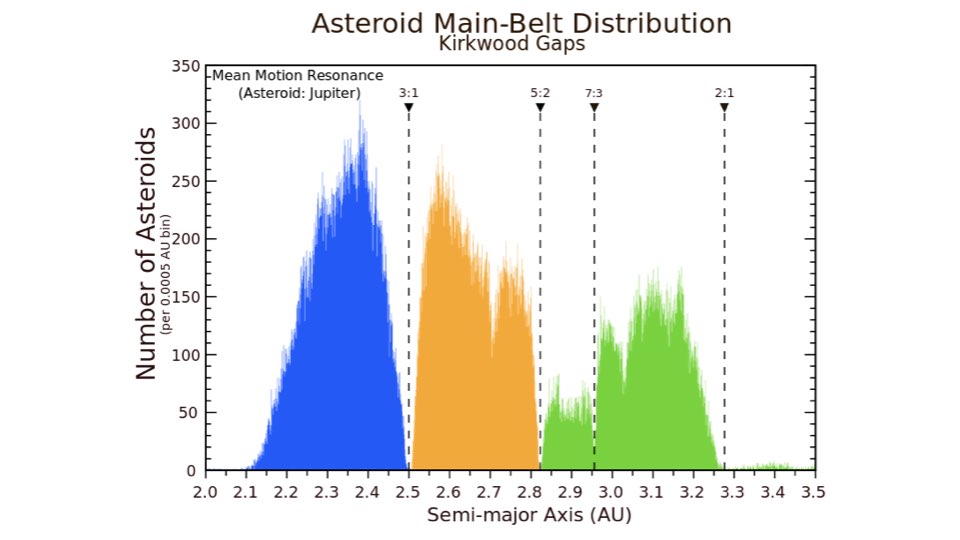 Asteroid Main-Belt Distribution
Kirkwood Gaps
Mean Motion Resonance
(Asteroid: Jupiter)
3:1
5:2
7:3
2:1
350
300
250
200
150
100
50
0
Number of Asteroids
(per 0.0005 AU bin)
2.0 2.1 2.2 2.3 2.4 2.5 2.6 2.7 2.8 2.9 3.0 3.1 3.2 3.3 3.4 3.5
Semi-major Axis (AU)